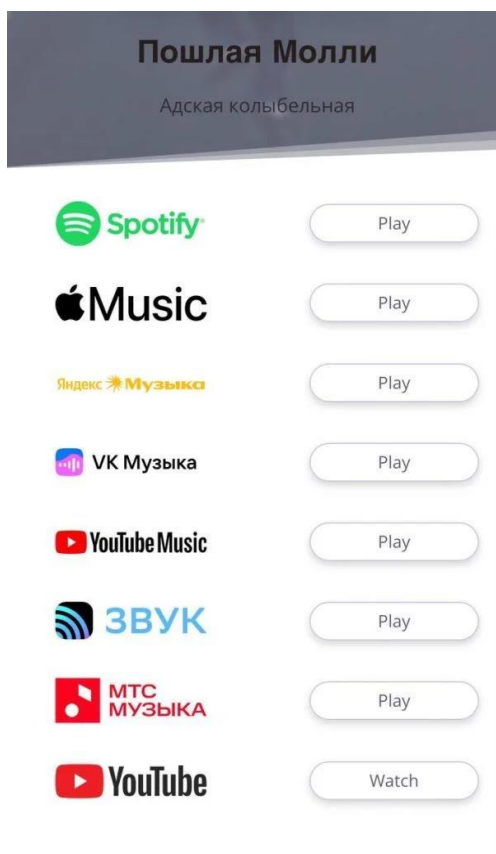 Пошлая Молли
Адская колыбельная
Spotify Play
Music Play
Яндекс Музыка Play
VK Музыка Play
YouTube Music Play
ЗВУК Play
МТС
МУЗЫКА Play
YouTube Watch